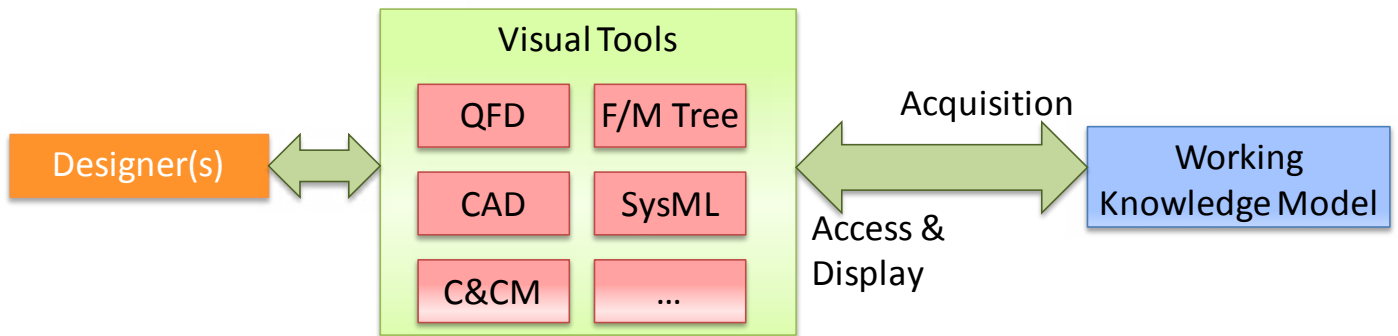 Visual Tools
QFD
F/M Tree
Acquisition
Designer(s)
CAD
SysML
Working
Knowledge Model
Access &
Display
C&CM
...